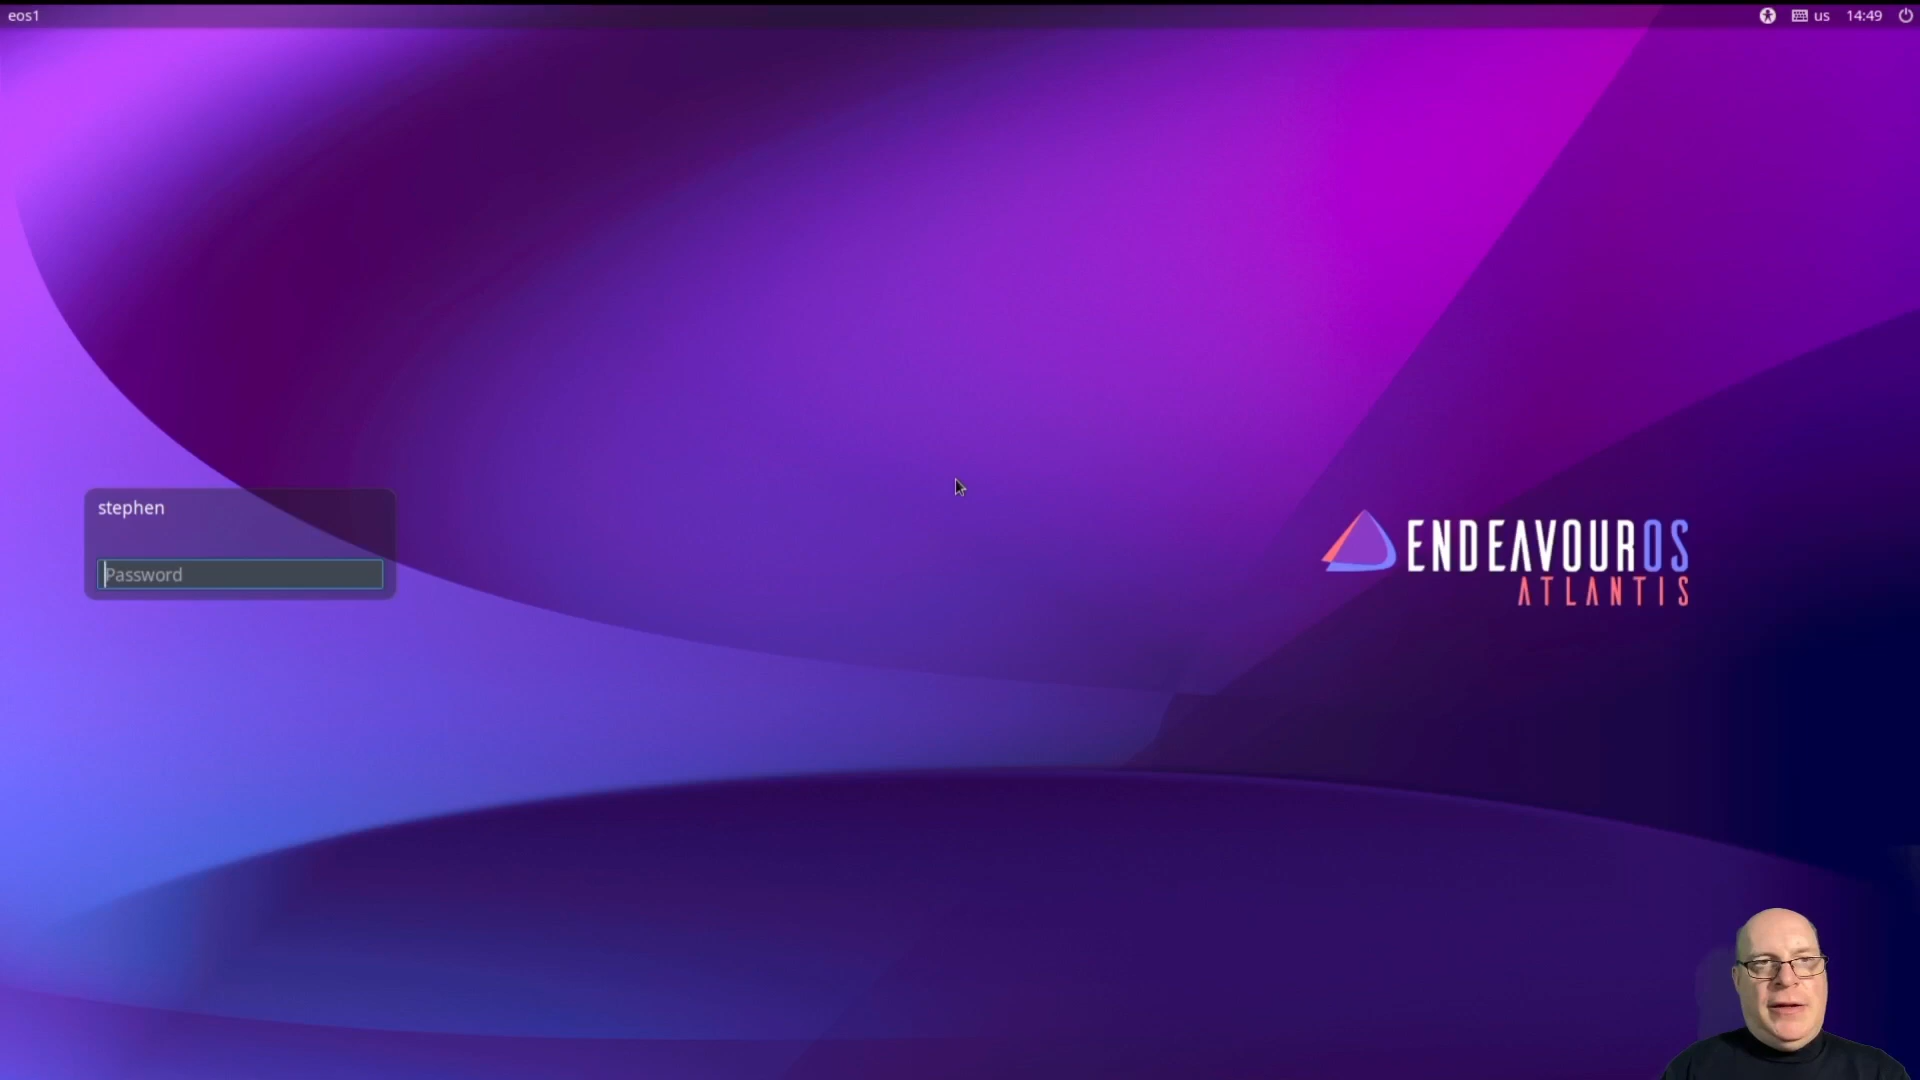 eos1
us 14:49
stephen
Password
ENDEAVOUROS
ATLANTIS